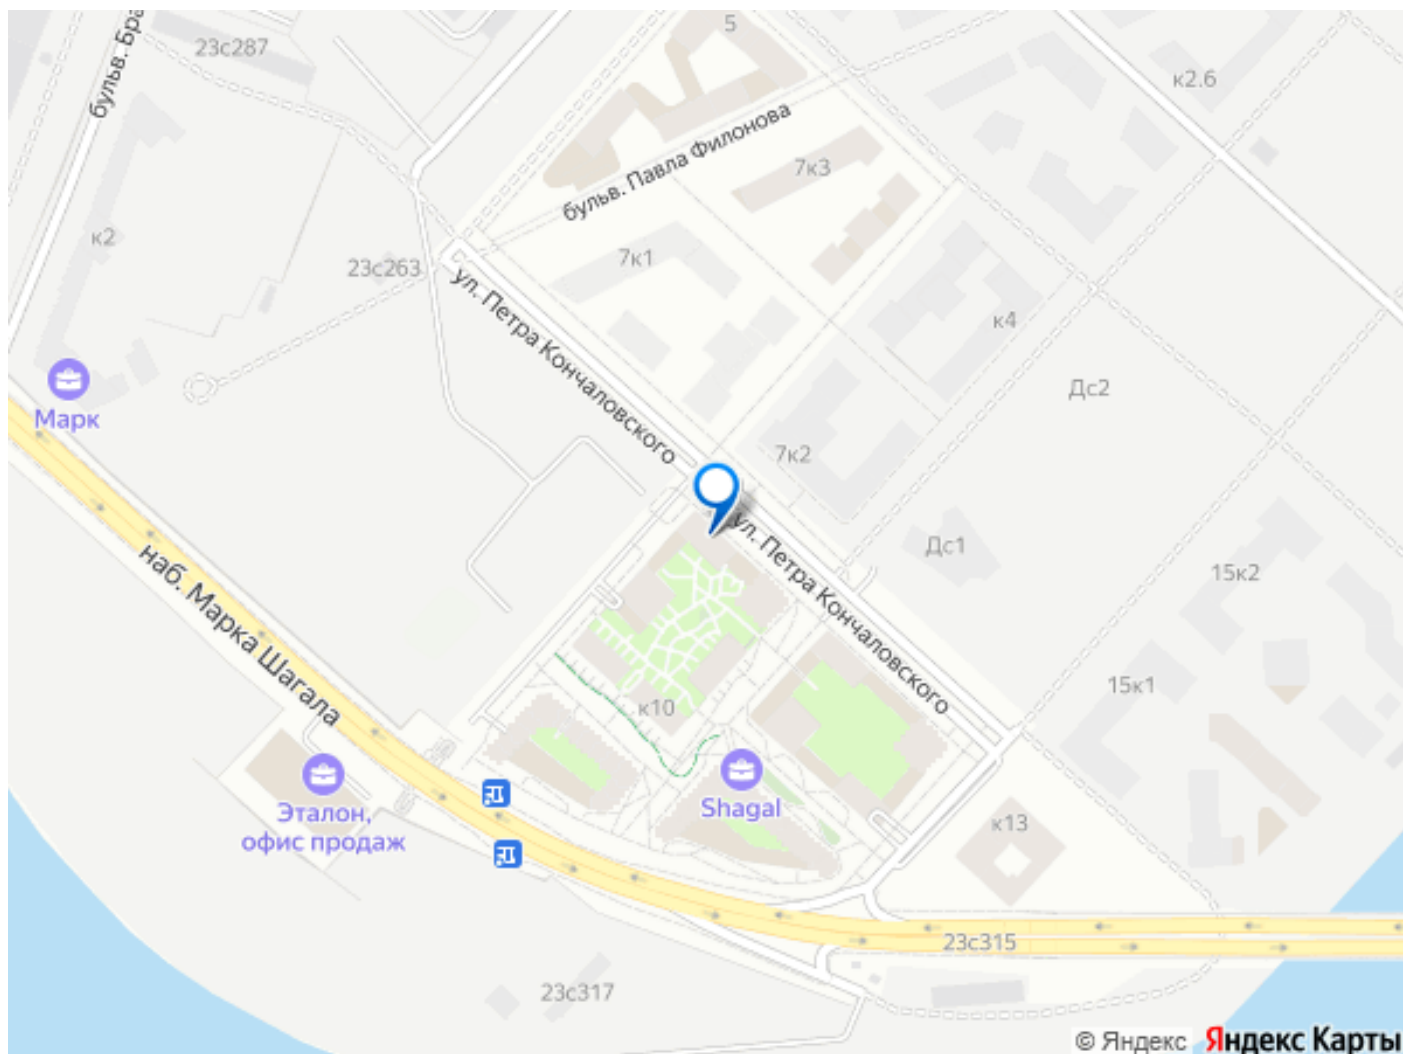 23с287
5
к2.6
бульв. Бра
бульв. Павла Филонова
7к3
к2
23с263
7к1
ул. Петра Кончаловского
к4
Дс2
Марк
7к2
наб. Марка Шагала
ул. Петра Кончаловского
Дс1
15к2
15к1
к10
Shagal
Эталон,
офис продаж
к13
23с315
23с317
© Яндекс Яндекс Карты